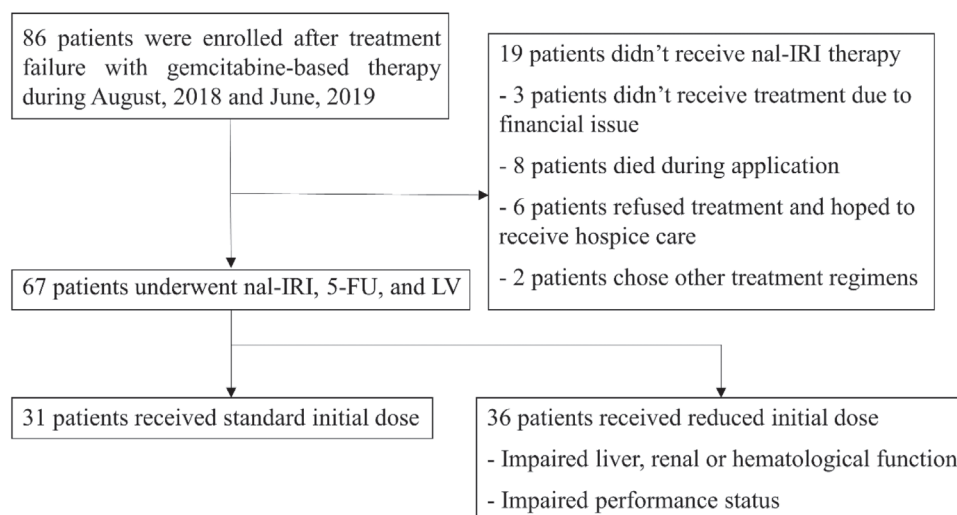 86 patients were enrolled after treatment
failure with gemcitabine-based therapy
during August, 2018 and June, 2019
19 patients didn’t receive nal-IRI therapy
- 3 patients didn’t receive treatment due to
financial issue
- 8 patients died during application
- 6 patients refused treatment and hoped to
receive hospice care
- 2 patients chose other treatment regimens
67 patients underwent nal-IRI, 5-FU, and LV
31 patients received standard initial dose
36 patients received reduced initial dose
- Impaired liver, renal or hematological function
- Impaired performance status